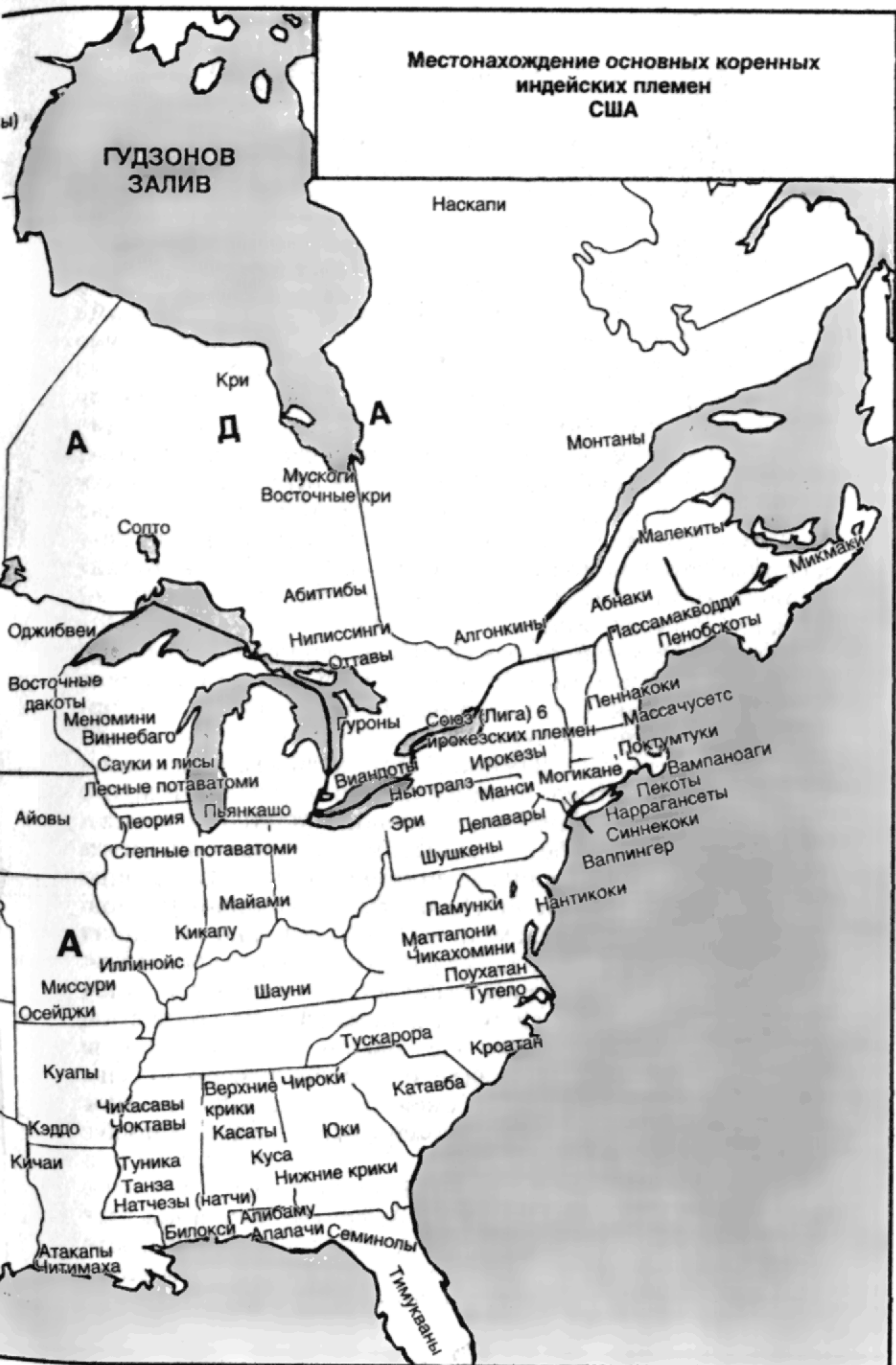 Местонахождение основных коренных
индейских племен
США
ы)
ГУДЗОНОВ
ЗАЛИВ
Наскапи
Кри
А
Д
А
Монтаны
Мускоги
Восточные кри
Солто
Малекиты
Микмаки
Абиттибы
Абнаки
Оджибвеи
Ниписсинги
Алгонкины
Пассамакводди
Пенобскоты
Оттавы
Восточные
дакоты
Меномини
Виннебаго
Гуроны
Союз (Лига) 6
ирокезских племен
Ирокезы
Пеннакоки
Массачусетс
Поктумтуки
Сауки и лисы
Лесные потаватоми
Виандоты
Ньютралз
Манси
Могикане
Вампаноаги
Пекоты
Наррагансеты
Синнекоки
Ваппингер
Айовы
Пеория
Пьянкашо
Эри
Делавары
Степные потаватоми
Шушкены
Майами
Памунки
Нантикоки
Кикапу
А
Маттапони
Чикахомини
Иллинойс
Поухатан
Миссури
Шауни
Тутело
Осейджи
Тускарора
Кроатан
Куапы
Верхние
крики
Чироки
Катавба
Чикасавы
Чоктавы
Кэддо
Касаты
Юки
Кичаи
Туника
Куса
Танза
Нижние крики
Натчезы (натчи)
Алибаму
Билокси
Апалачи
Семинолы
Атакапы
Читимаха
Тимукваны